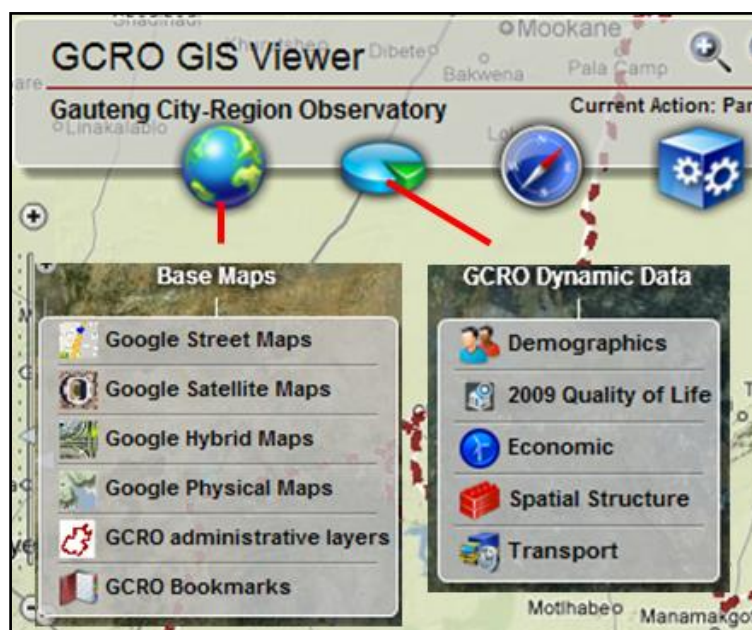 Mookane
GCRO GIS Viewer
Dibete
Bakwena
Pala Camp
Gauteng City-Region Observatory
Current Action: Pan
Base Maps
GCRO Dynamic Data
Google Street Maps
Google Satellite Maps
Google Hybrid Maps
Google Physical Maps
GCRO administrative layers
GCRO Bookmarks
Demographics
2009 Quality of Life
Economic
Spatial Structure
Transport
Motlhabe